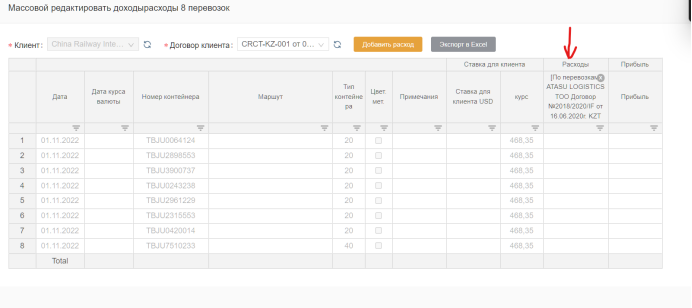 Массовой редактировать доходырасходы 8 перевозок
* Клиент: China Railway Inte... * Договор клиента: CRCT-KZ-001 от 0... Добавить расход Экспорт в Excel
Ставка для клиента Расходы Прибыль
Дата Дата курса валюты Номер контейнера Маршрут Тип контейнера Цвет. мет. Примечания Ставка для клиента USD курс [По перевозкам] ATASU LOGISTICS ТОО Договор №2018/2020/IF от 16.06.2020г. KZT Прибыль
1 01.11.2022 TBJU0064124 20 468,35
2 01.11.2022 TBJU2898553 20 468,35
3 01.11.2022 TBJU3900737 20 468,35
4 01.11.2022 TBJU0243238 20 468,35
5 01.11.2022 TBJU2961229 20 468,35
6 01.11.2022 TBJU2315553 20 468,35
7 01.11.2022 TBJU0420014 20 468,35
8 01.11.2022 TBJU7510233 40 468,35
Total